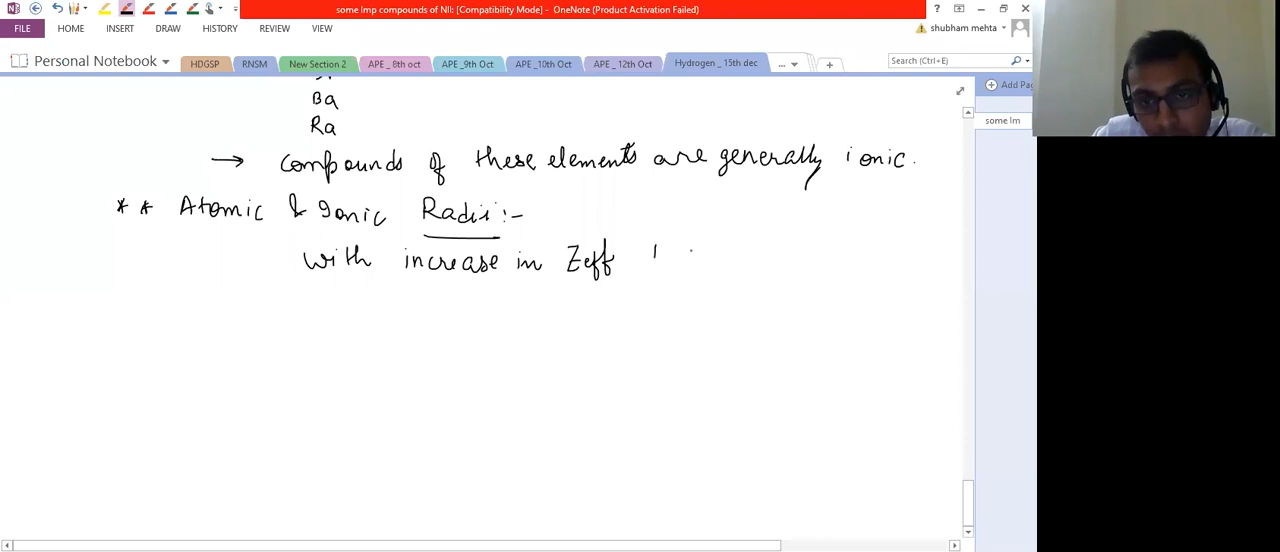 some Imp compounds of NII: [Compatibility Mode] - OneNote (Product Activation Failed)
FILE HOME INSERT DRAW HISTORY REVIEW VIEW
shubham mehta
Personal Notebook
HDGSP RNSM New Section 2 APE _ 8th oct APE _9th Oct APE _10th Oct APE _ 12th Oct Hydrogen _ 15th dec ...
Search (Ctrl+E)
Add Pag
some Im
Ba
Ra
→ compounds of these elements are generally ionic.
** Atomic & Ionic Radii :-
with increase in Zeff